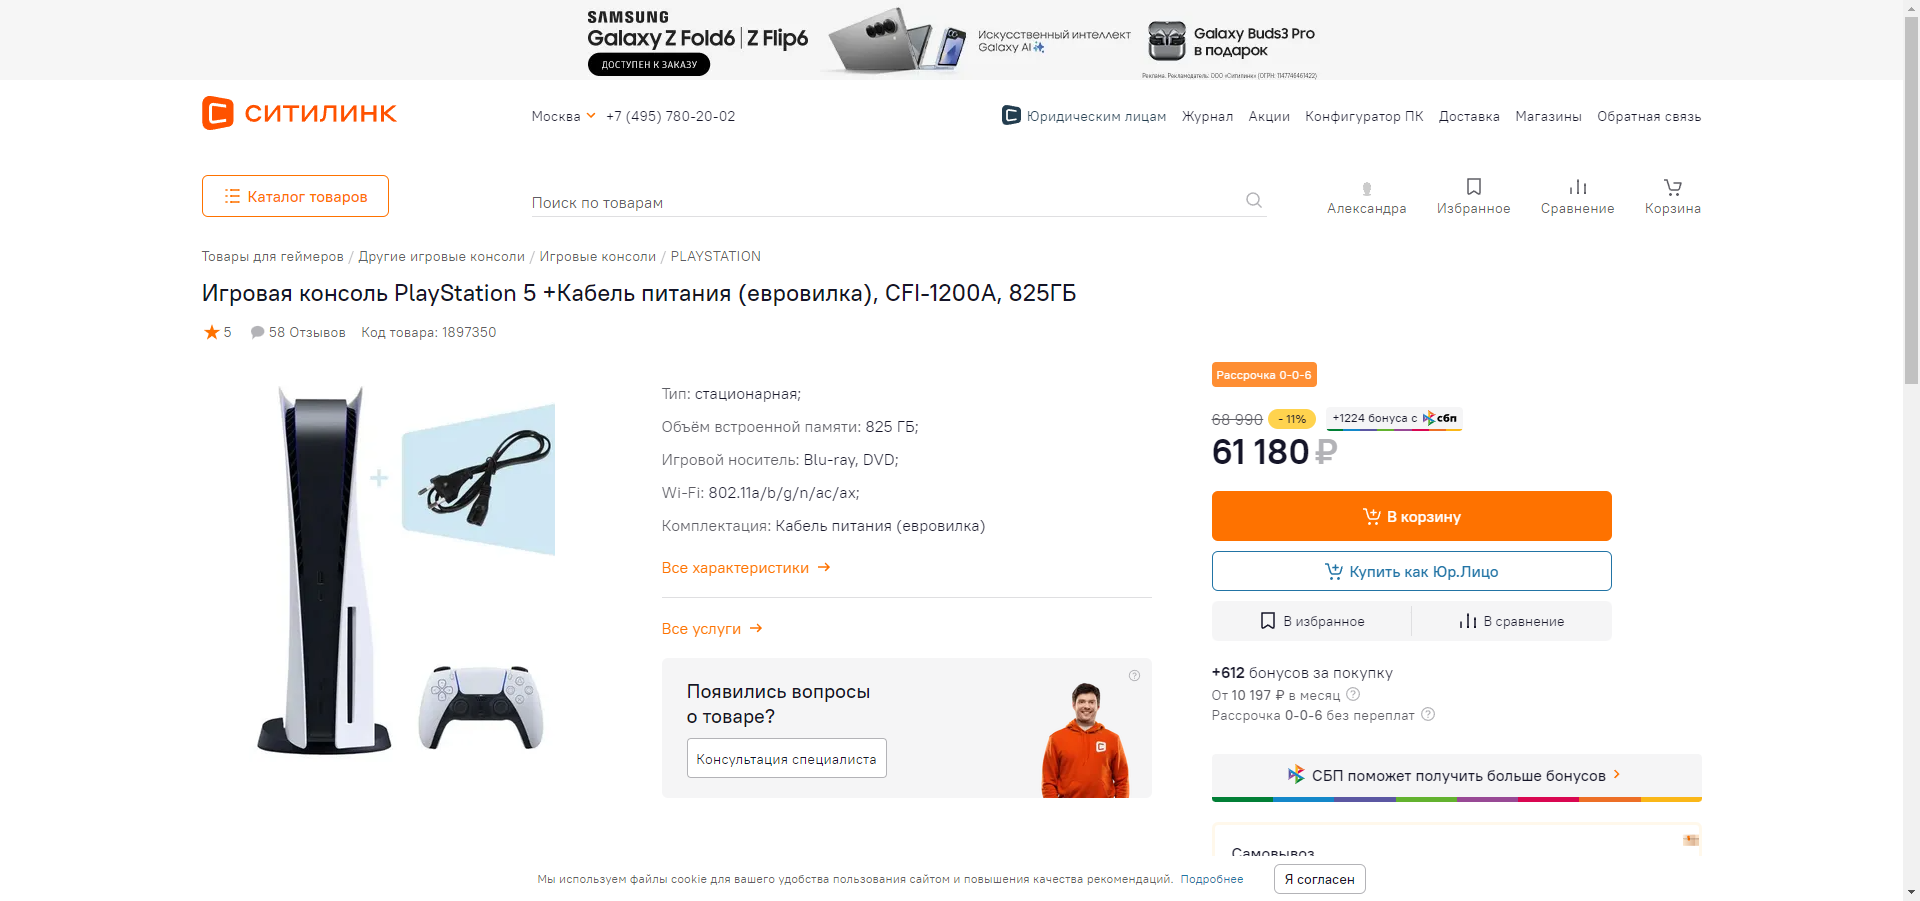 SAMSUNG
Galaxy Z Fold6 | Z Flip6
ДОСТУПЕН К ЗАКАЗУ
Искусственный интеллект
Galaxy AI
Galaxy Buds3 Pro
в подарок
Реклама. Рекламодатель: ООО «Ситилинк» (ОГРН: 1147746461422)
СИТИЛИНК
Москва
+7 (495) 780-20-02
Юридическим лицам
Журнал
Акции
Конфигуратор ПК
Доставка
Магазины
Обратная связь
Каталог товаров
Поиск по товарам
Александра
Избранное
Сравнение
Корзина
Товары для геймеров / Другие игровые консоли / Игровые консоли / PLAYSTATION
Игровая консоль PlayStation 5 +Кабель питания (евровилка), CFI-1200A, 825ГБ
5
58 Отзывов
Код товара: 1897350
Тип: стационарная;
Объём встроенной памяти: 825 ГБ;
Игровой носитель: Blu-ray, DVD;
Wi-Fi: 802.11a/b/g/n/ac/ax;
Комплектация: Кабель питания (евровилка)
Все характеристики
Все услуги
Появились вопросы
о товаре?
Консультация специалиста
Рассрочка 0-0-6
68 990
- 11%
+1224 бонуса с сбп
61 180 ₽
В корзину
Купить как Юр.Лицо
В избранное
В сравнение
+612 бонусов за покупку
От 10 197 ₽ в месяц
Рассрочка 0-0-6 без переплат
СБП поможет получить больше бонусов
Самовывоз
Мы используем файлы cookie для вашего удобства пользования сайтом и повышения качества рекомендаций. Подробнее
Я согласен